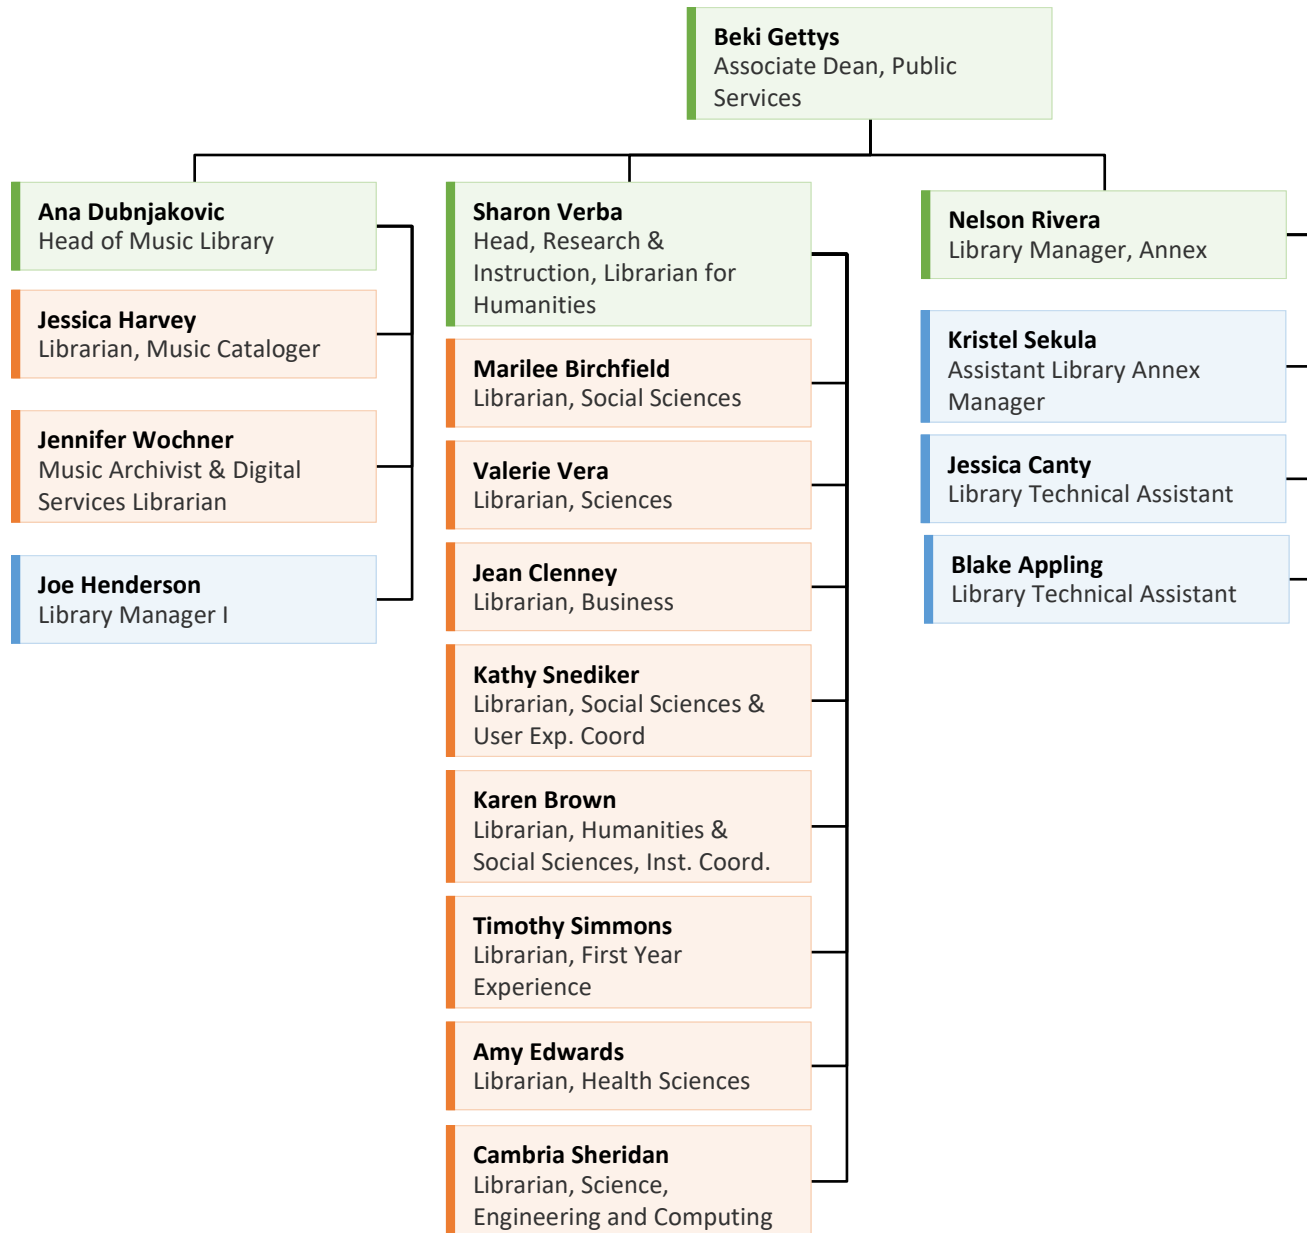 Beki Gettys
Associate Dean, Public
Services
Ana Dubnjakovic
Head of Music Library
Jessica Harvey
Librarian, Music Cataloger
Jennifer Wochner
Music Archivist & Digital
Services Librarian
Joe Henderson
Library Manager I
Sharon Verba
Head, Research &
Instruction, Librarian for
Humanities
Marilee Birchfield
Librarian, Social Sciences
Valerie Vera
Librarian, Sciences
Jean Clenney
Librarian, Business
Kathy Snediker
Librarian, Social Sciences &
User Exp. Coord
Karen Brown
Librarian, Humanities &
Social Sciences, Inst. Coord.
Timothy Simmons
Librarian, First Year
Experience
Amy Edwards
Librarian, Health Sciences
Cambria Sheridan
Librarian, Science,
Engineering and Computing
Nelson Rivera
Library Manager, Annex
Kristel Sekula
Assistant Library Annex
Manager
Jessica Canty
Library Technical Assistant
Blake Appling
Library Technical Assistant